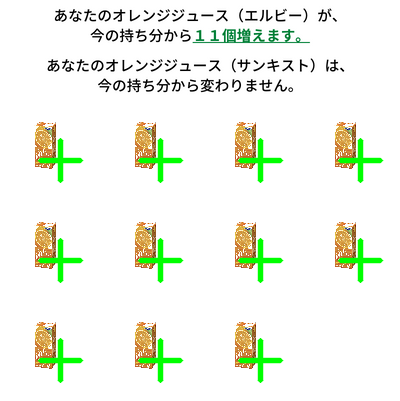 あなたのオレンジジュース（エルビー）が、
今の持ち分から１１個増えます。
あなたのオレンジジュース（サンキスト）は、
今の持ち分から変わりません。